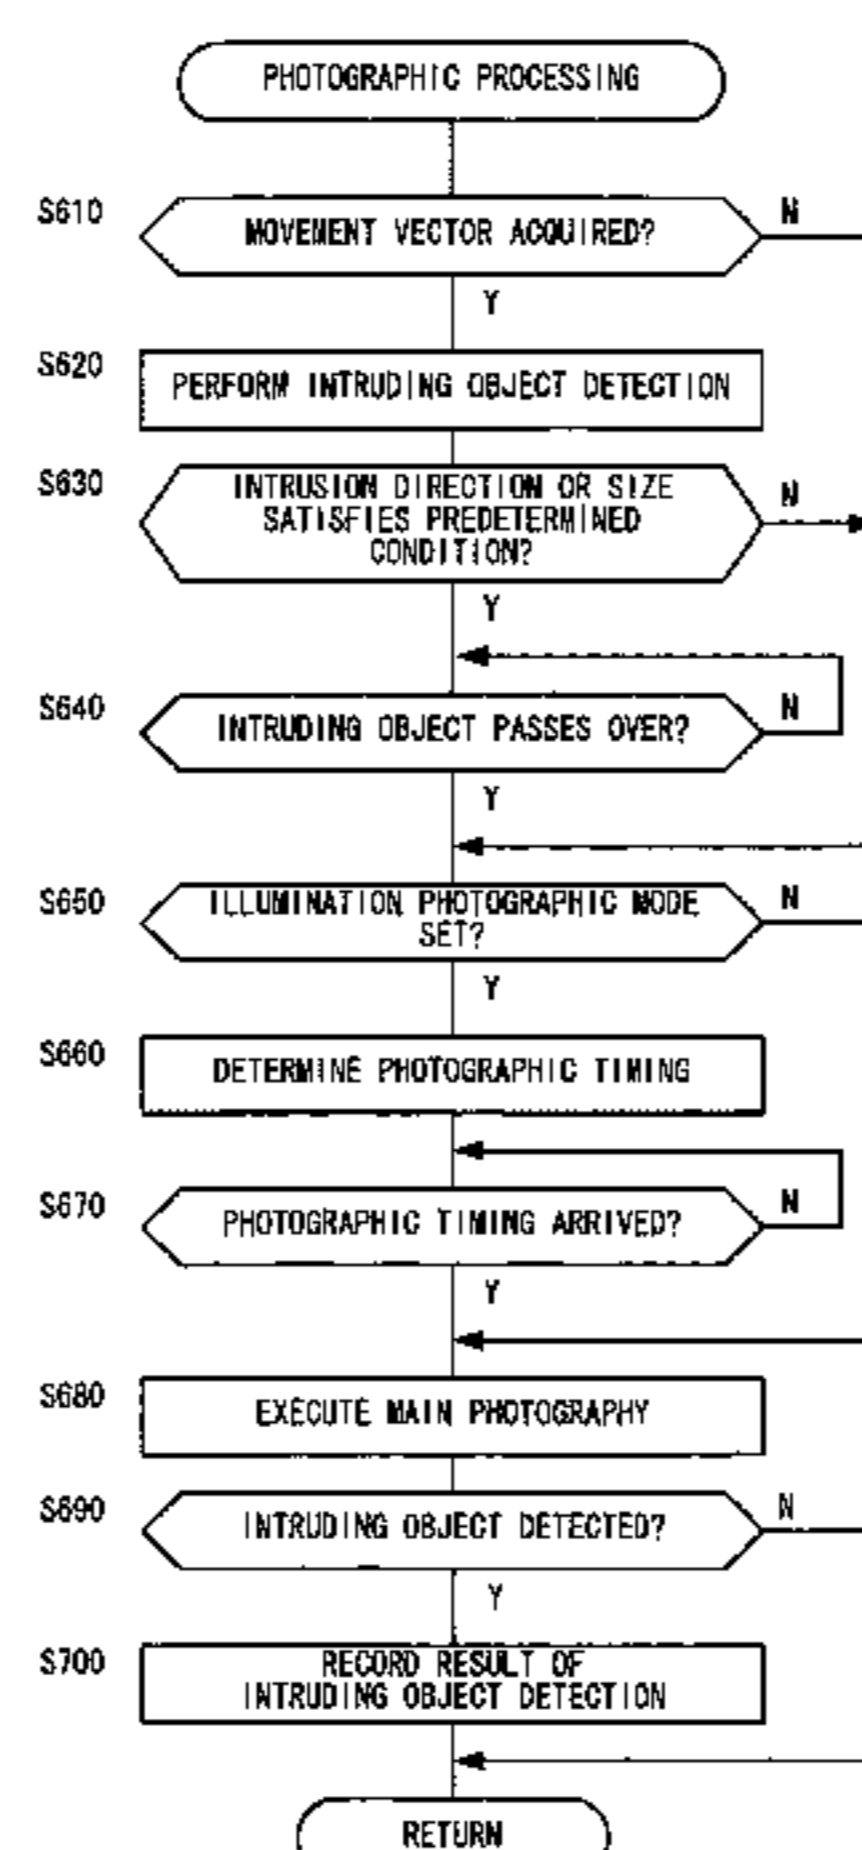 PHOTOGRAPHIC PROCESSING
S610
MOVEMENT VECTOR ACQUIRED?
N
Y
S620
PERFORM INTRUDING OBJECT DETECTION
S630
INTRUSION DIRECTION OR SIZE
SATISFIES PREDETERMINED
CONDITION?
N
Y
S640
INTRUDING OBJECT PASSES OVER?
N
Y
S650
ILLUMINATION PHOTOGRAPHIC MODE
SET?
N
Y
S660
DETERMINE PHOTOGRAPHIC TIMING
S670
PHOTOGRAPHIC TIMING ARRIVED?
N
Y
S680
EXECUTE MAIN PHOTOGRAPHY
S690
INTRUDING OBJECT DETECTED?
N
Y
S700
RECORD RESULT OF
INTRUDING OBJECT DETECTION
RETURN